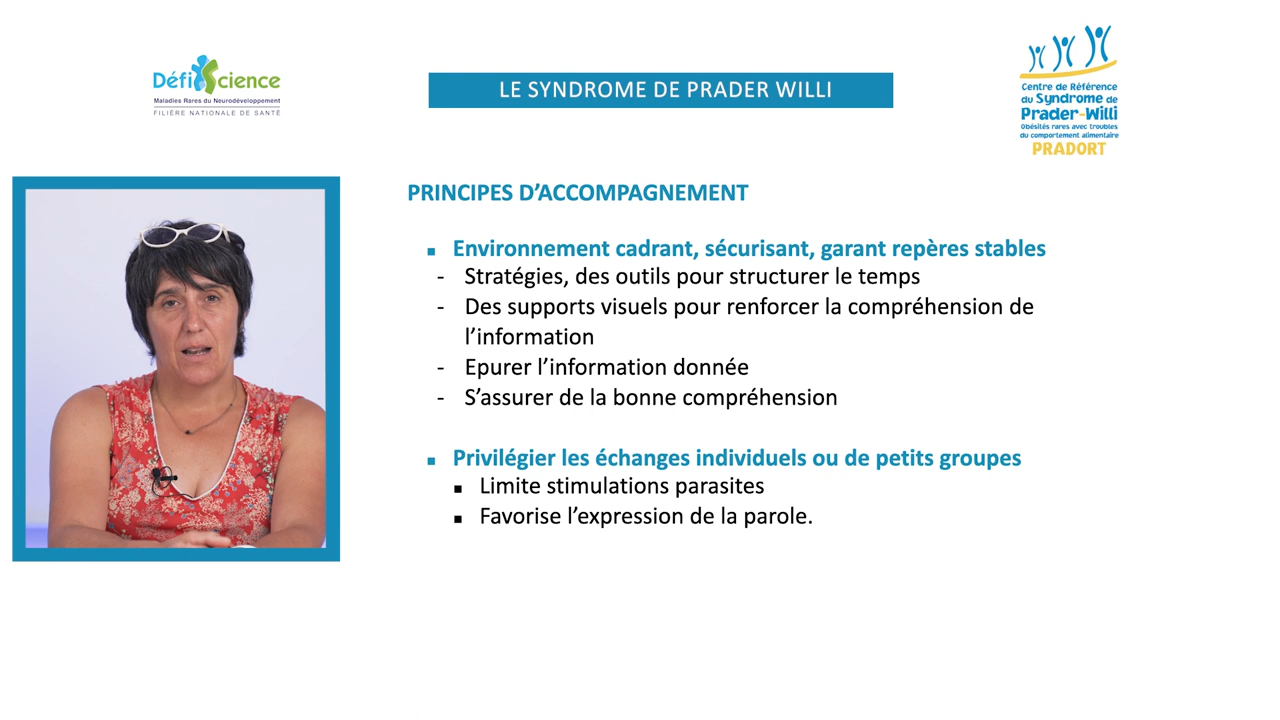 DéfiScience
Maladies Rares du Neurodéveloppement
FILIÈRE NATIONALE DE SANTÉ
LE SYNDROME DE PRADER WILLI
Centre de Référence
du Syndrome de
Prader-Willi
Obésités rares avec troubles
du comportement alimentaire
PRADORT
PRINCIPES D’ACCOMPAGNEMENT
▪ Environnement cadrant, sécurisant, garant repères stables
- Stratégies, des outils pour structurer le temps
- Des supports visuels pour renforcer la compréhension de
l’information
- Epurer l’information donnée
- S’assurer de la bonne compréhension
▪ Privilégier les échanges individuels ou de petits groupes
▪ Limite stimulations parasites
▪ Favorise l’expression de la parole.